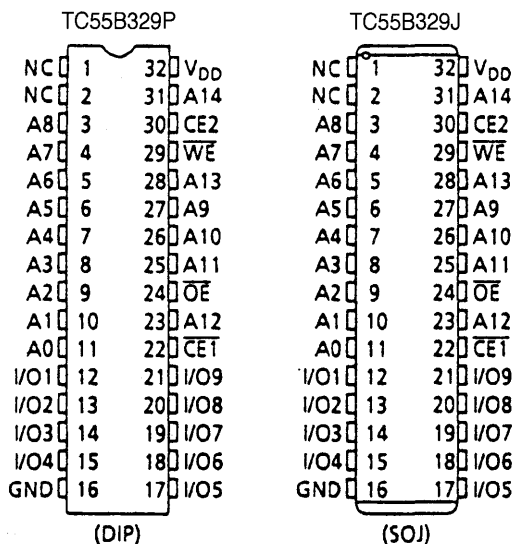 TC55B329P TC55B329J
NC 1 32 VDD NC 1 32 VDD
NC 2 31 A14 NC 2 31 A14
A8 3 30 CE2 A8 3 30 CE2
A7 4 29 W̅E̅ A7 4 29 W̅E̅
A6 5 28 A13 A6 5 28 A13
A5 6 27 A9 A5 6 27 A9
A4 7 26 A10 A4 7 26 A10
A3 8 25 A11 A3 8 25 A11
A2 9 24 O̅E̅ A2 9 24 O̅E̅
A1 10 23 A12 A1 10 23 A12
A0 11 22 C̅E̅1̅ A0 11 22 C̅E̅1̅
I/O1 12 21 I/O9 I/O1 12 21 I/O9
I/O2 13 20 I/O8 I/O2 13 20 I/O8
I/O3 14 19 I/O7 I/O3 14 19 I/O7
I/O4 15 18 I/O6 I/O4 15 18 I/O6
GND 16 17 I/O5 GND 16 17 I/O5
(DIP) (SOJ)